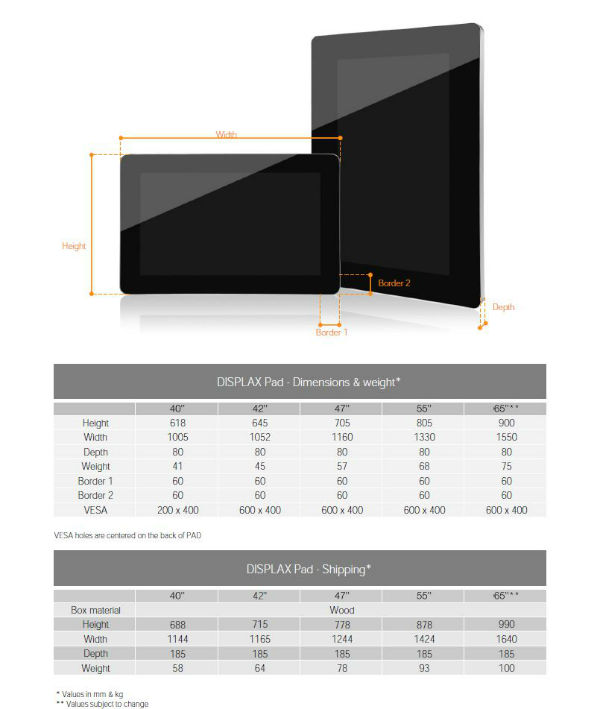 Width
Height
Border 2
Depth
Border 1
DISPLAX Pad - Dimensions & weight*
40" 42" 47" 55" 65"**
Height 618 645 705 805 900
Width 1005 1052 1160 1330 1550
Depth 80 80 80 80 80
Weight 41 45 57 68 75
Border 1 60 60 60 60 60
Border 2 60 60 60 60 60
VESA 200 x 400 600 x 400 600 x 400 600 x 400 600 x 400
VESA holes are centered on the back of PAD
DISPLAX Pad - Shipping*
40" 42" 47" 55" 65"**
Box material Wood
Height 688 715 778 878 990
Width 1144 1165 1244 1424 1640
Depth 185 185 185 185 185
Weight 58 64 78 93 100
* Values in mm & kg
** Values subject to change